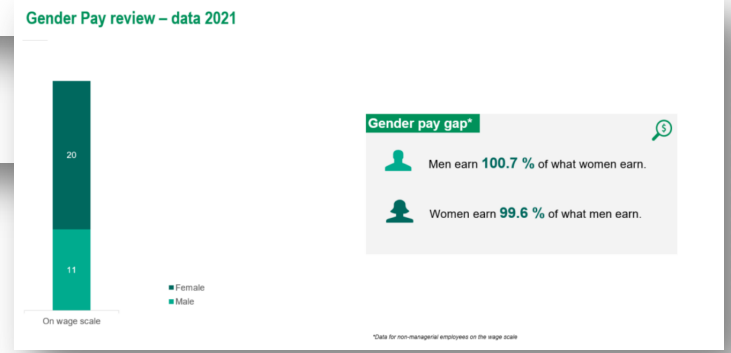 Gender Pay review – data 2021
20
11
On wage scale
Female
Male
Gender pay gap*
$
Men earn 100.7 % of what women earn.
Women earn 99.6 % of what men earn.
*Data for non-managerial employees on the wage scale